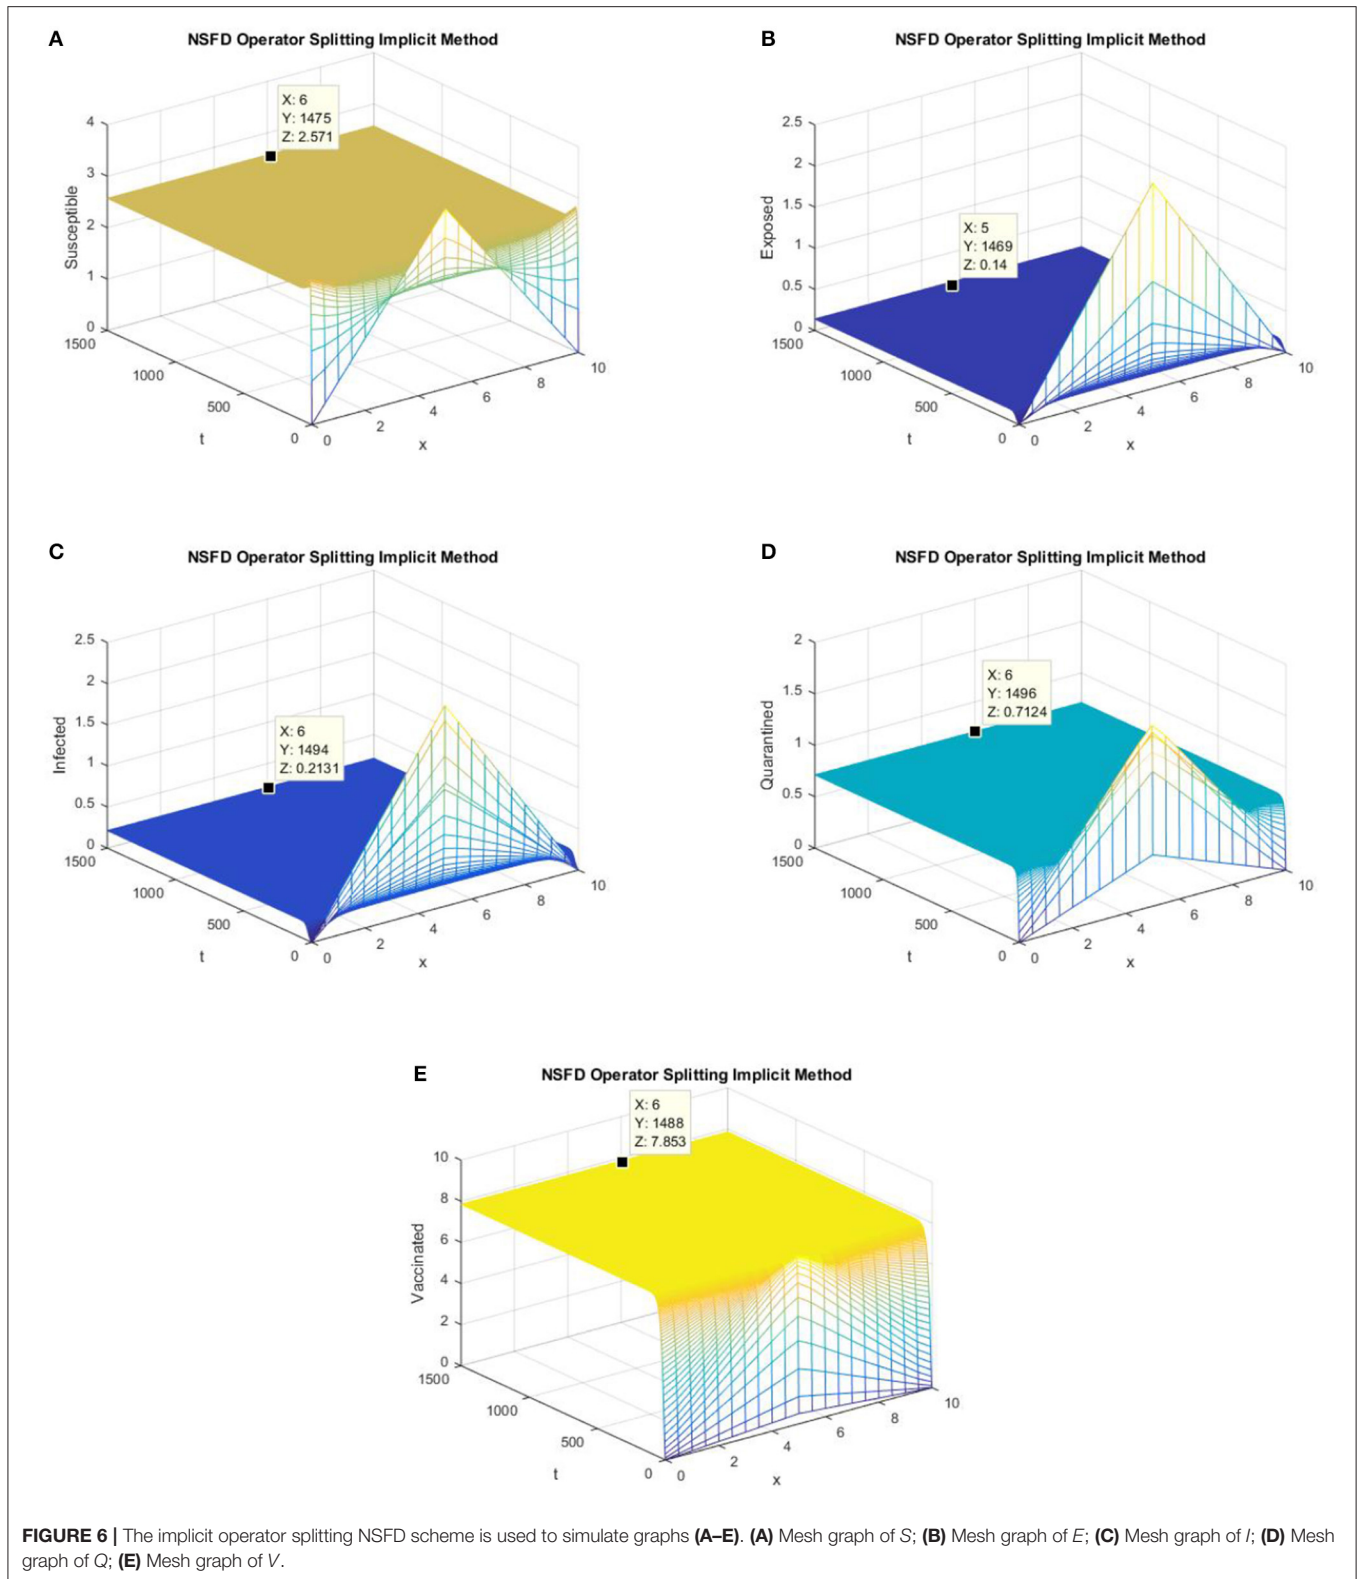 A
NSFD Operator Splitting Implicit Method
X: 6
Y: 1475
Z: 2.571
4
3
2
1
0
Susceptible
1500
1000
500
0
t
0
2
4
6
8
10
x
B
NSFD Operator Splitting Implicit Method
X: 5
Y: 1469
Z: 0.14
2.5
2
1.5
1
0.5
0
Exposed
1500
1000
500
0
t
0
2
4
6
8
10
x
C
NSFD Operator Splitting Implicit Method
X: 6
Y: 1494
Z: 0.2131
2.5
2
1.5
1
0.5
0
Infected
1500
1000
500
0
t
0
2
4
6
8
10
x
D
NSFD Operator Splitting Implicit Method
X: 6
Y: 1496
Z: 0.7124
2
1.5
1
0.5
0
Quarantined
1500
1000
500
0
t
0
2
4
6
8
10
x
E
NSFD Operator Splitting Implicit Method
X: 6
Y: 1488
Z: 7.853
10
8
6
4
2
0
Vaccinated
1500
1000
500
0
t
0
2
4
6
8
10
x
FIGURE 6 | The implicit operator splitting NSFD scheme is used to simulate graphs (A–E). (A) Mesh graph of S; (B) Mesh graph of E; (C) Mesh graph of I; (D) Mesh
graph of Q; (E) Mesh graph of V.